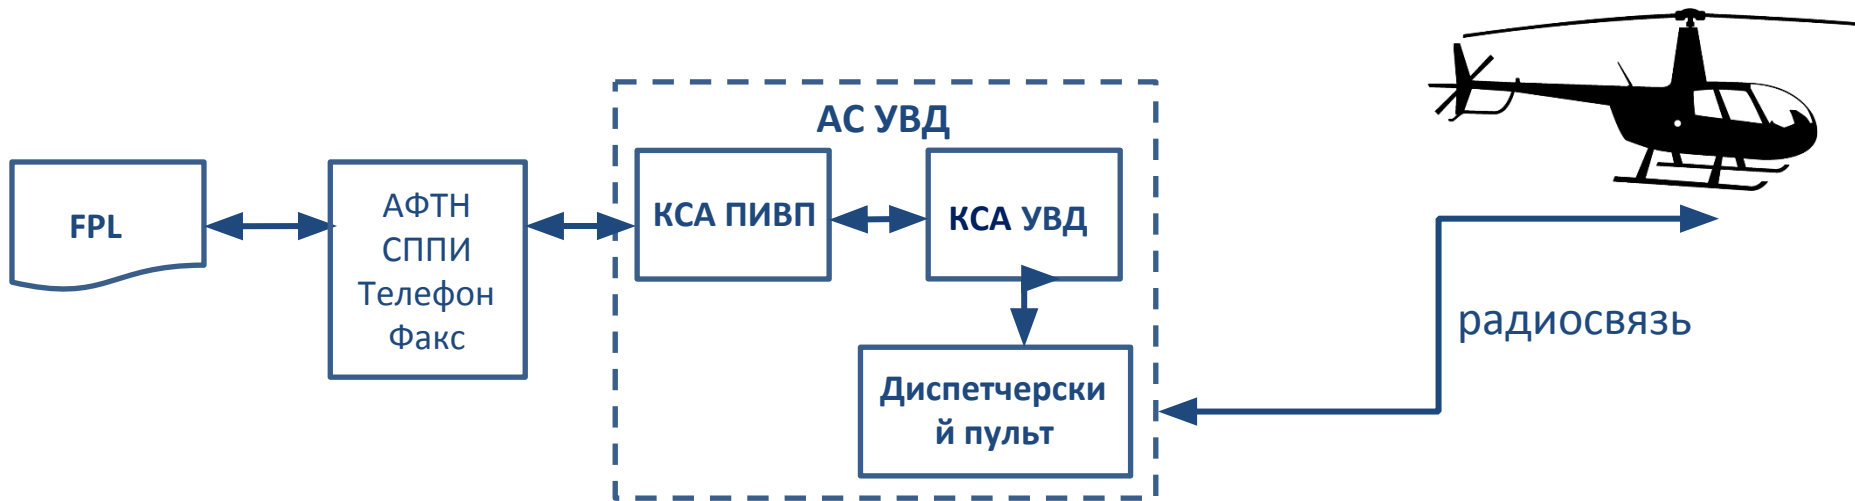 АС УВД
FPL
АФТН
СППИ
Телефон
Факс
КСА ПИВП
КСА УВД
Диспетчерски
й пульт
радиосвязь